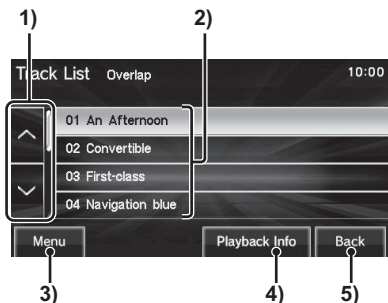 1) 2)
Track List Overlap 10:00
01 An Afternoon
02 Convertible
03 First-class
04 Navigation blue
Menu Playback Info Back
3) 4) 5)